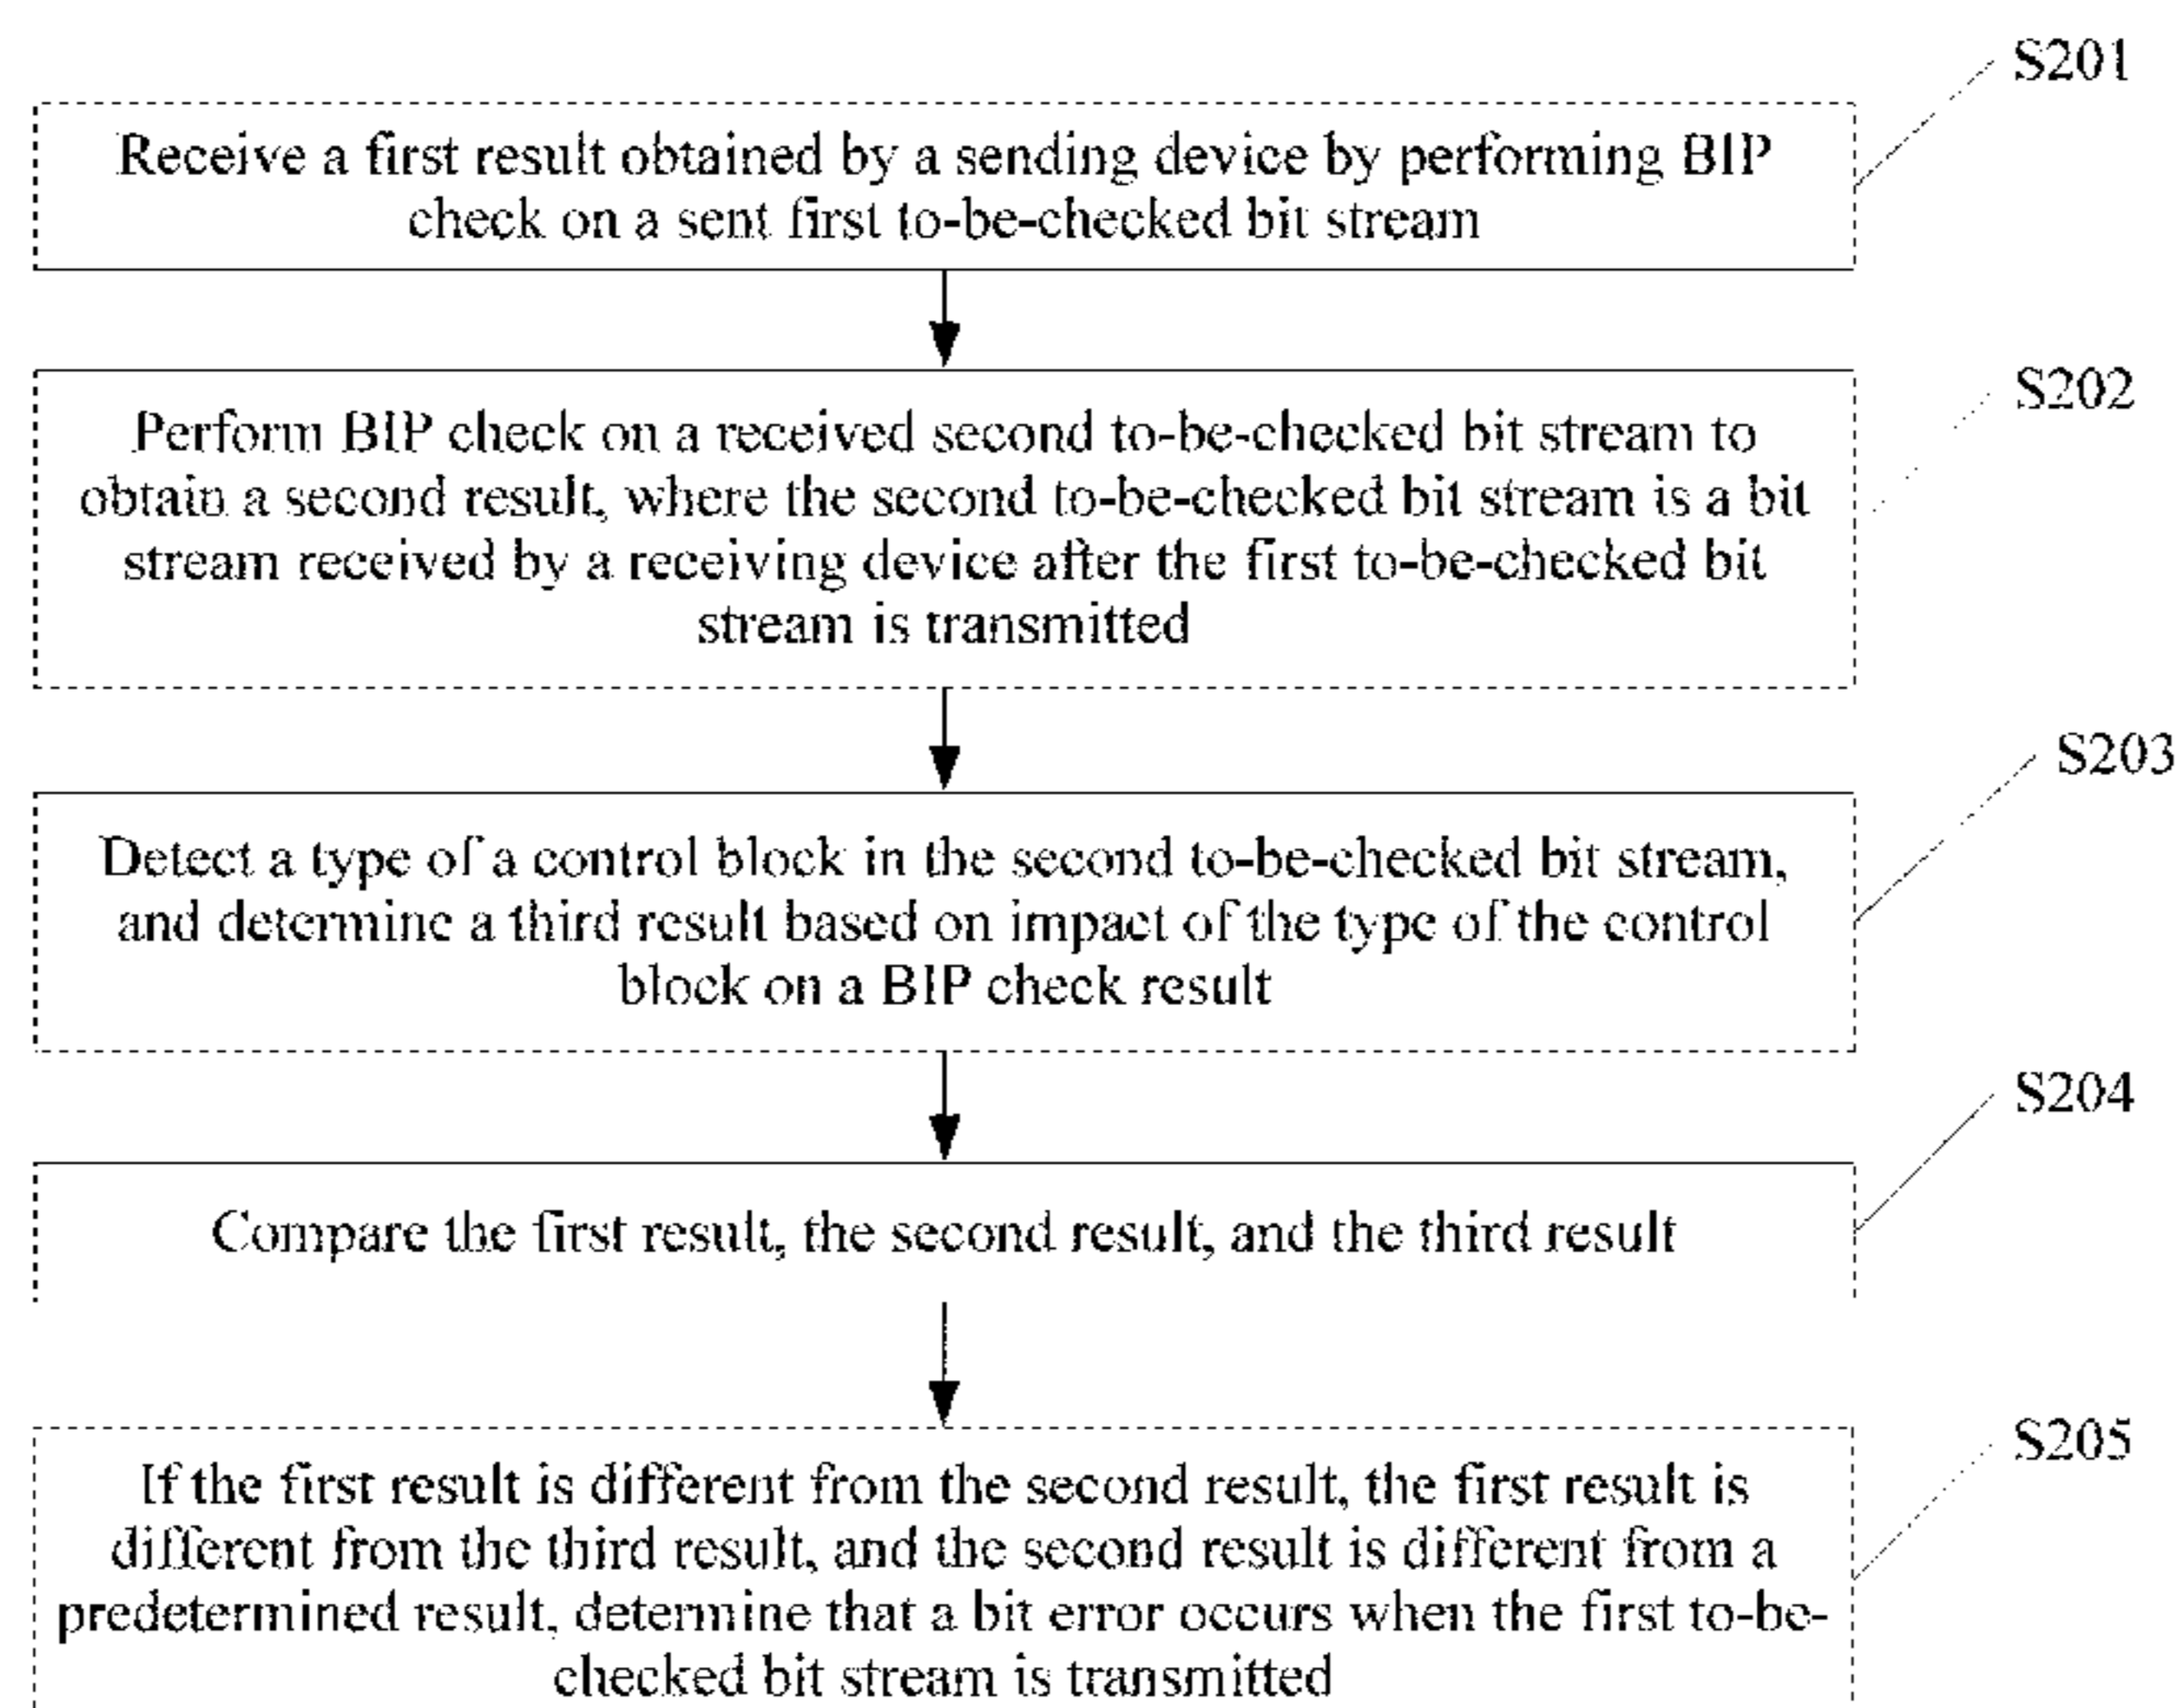 S201
Receive a first result obtained by a sending device by performing BIP
check on a sent first to-be-checked bit stream
S202
Perform BIP check on a received second to-be-checked bit stream to
obtain a second result, where the second to-be-checked bit stream is a bit
stream received by a receiving device after the first to-be-checked bit
stream is transmitted
S203
Detect a type of a control block in the second to-be-checked bit stream,
and determine a third result based on impact of the type of the control
block on a BIP check result
S204
Compare the first result, the second result, and the third result
S205
If the first result is different from the second result, the first result is
different from the third result, and the second result is different from a
predetermined result, determine that a bit error occurs when the first to-be-
checked bit stream is transmitted